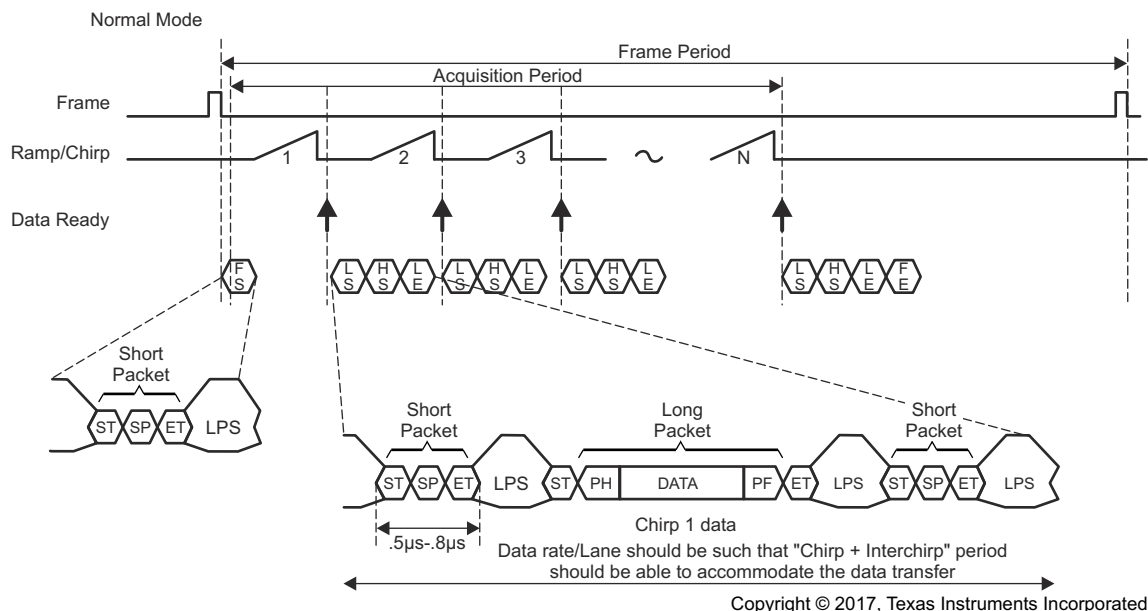 Normal Mode
Frame Period
Acquisition Period
Frame
Ramp/Chirp
1
2
3
N
Data Ready
F
S
L
S
H
S
L
E
L
S
H
S
L
E
L
S
H
S
L
E
L
S
H
S
L
E
F
E
Short
Packet
ST SP ET LPS
Short
Packet
Long
Packet
Short
Packet
ST SP ET LPS ST PH DATA PF ET LPS ST SP ET LPS
.5µs-.8µs
Chirp 1 data
Data rate/Lane should be such that "Chirp + Interchirp" period
should be able to accommodate the data transfer
Copyright © 2017, Texas Instruments Incorporated